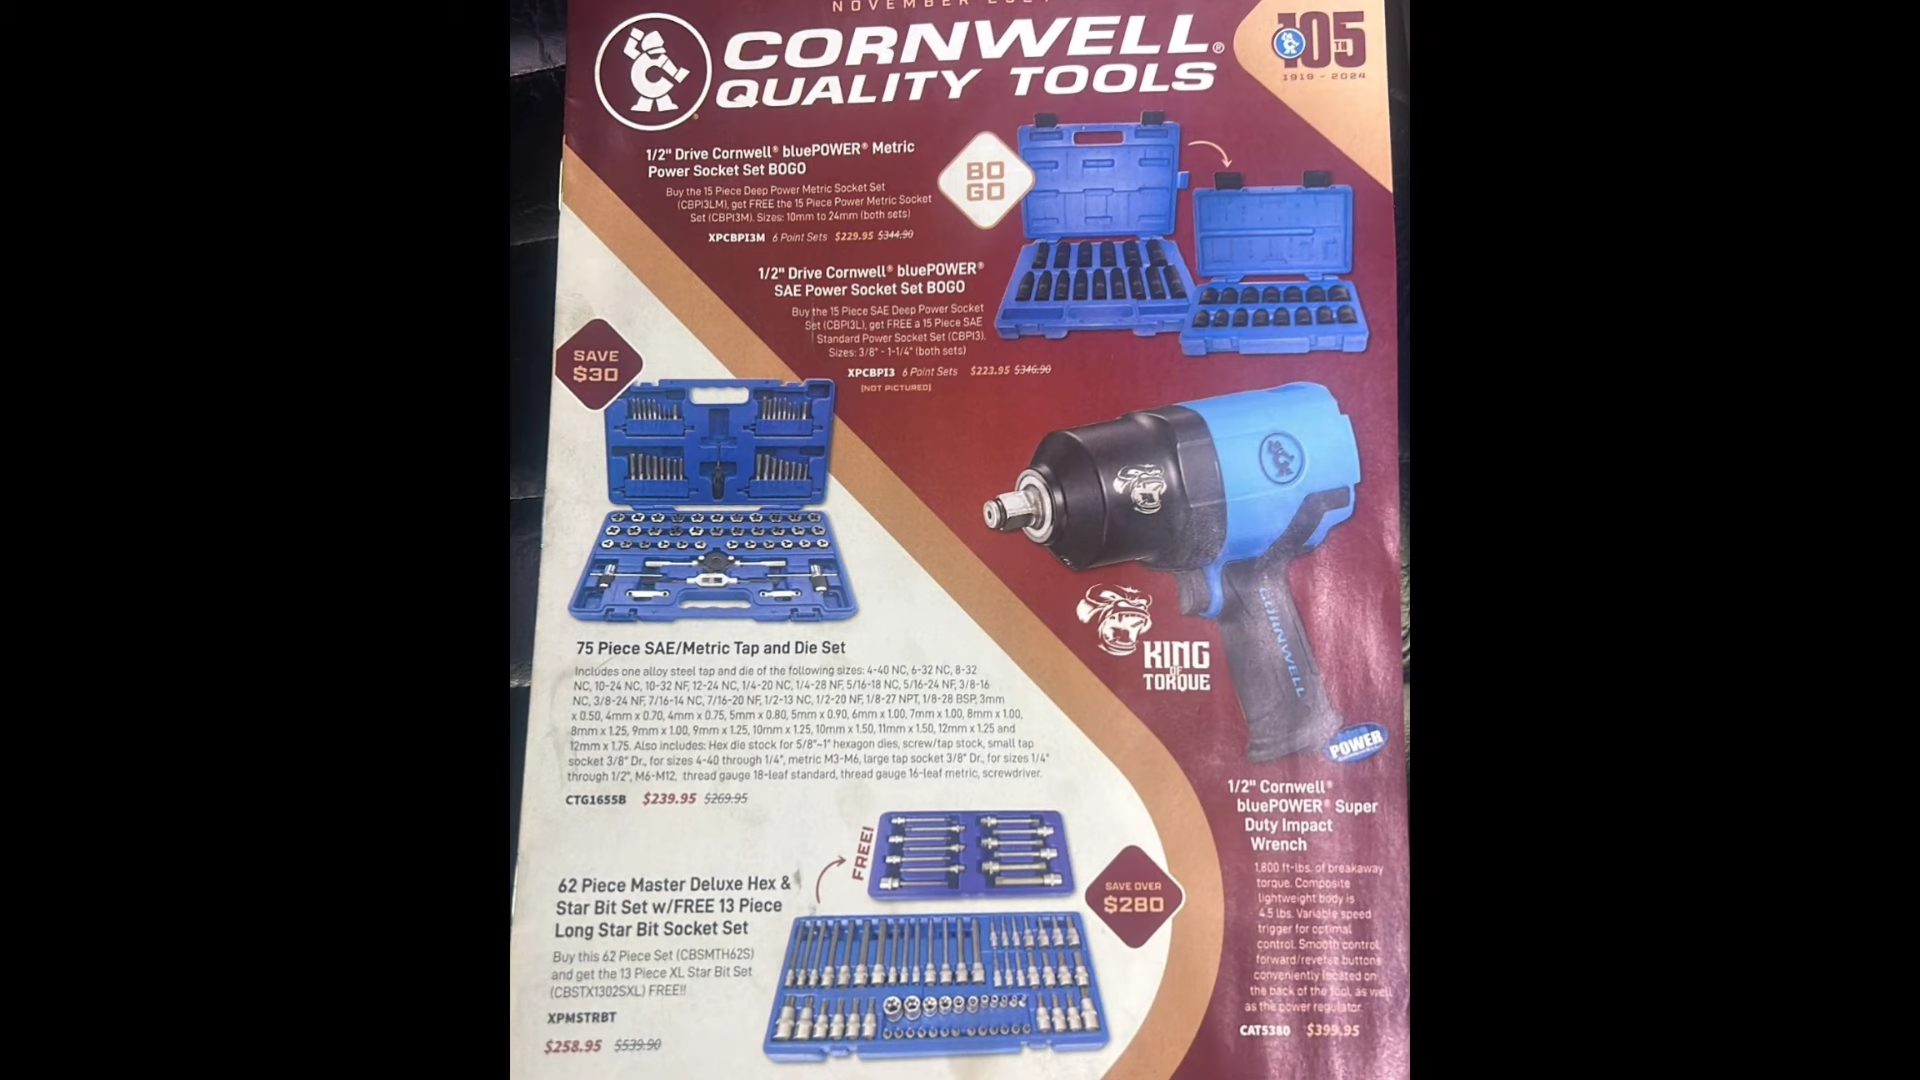 NOVEMBER
CORNWELL®
QUALITY TOOLS
105TH
1919 - 2024
1/2" Drive Cornwell® bluePOWER® Metric
Power Socket Set BOGO
Buy the 15 Piece Deep Power Metric Socket Set
(CBPI3LM), get FREE the 15 Piece Power Metric Socket
Set (CBPI3M). Sizes: 10mm to 24mm (both sets)
XPCBPI3M 6 Point Sets $229.95 $344.90
BO
GO
1/2" Drive Cornwell® bluePOWER®
SAE Power Socket Set BOGO
Buy the 15 Piece SAE Deep Power Socket
Set (CBPI3L), get FREE a 15 Piece SAE
Standard Power Socket Set (CBPI3).
Sizes: 3/8" - 1-1/4" (both sets)
XPCBPI3 6 Point Sets $223.95 $346.90
(NOT PICTURED)
SAVE
$30
75 Piece SAE/Metric Tap and Die Set
Includes one alloy steel tap and die of the following sizes: 4-40 NC, 6-32 NC, 8-32
NC, 10-24 NC, 10-32 NF, 12-24 NC, 1/4-20 NC, 1/4-28 NF, 5/16-18 NC, 5/16-24 NF, 3/8-16
NC, 3/8-24 NF, 7/16-14 NC, 7/16-20 NF, 1/2-13 NC, 1/2-20 NF, 1/8-27 NPT, 1/8-28 BSP, 3mm
x 0.50, 4mm x 0.70, 4mm x 0.75, 5mm x 0.80, 5mm x 0.90, 6mm x 1.00, 7mm x 1.00, 8mm x 1.00,
8mm x 1.25, 9mm x 1.00, 9mm x 1.25, 10mm x 1.25, 10mm x 1.50, 11mm x 1.50, 12mm x 1.25 and
12mm x 1.75. Also includes: Hex die stock for 5/8"-1" hexagon dies, screw/tap stock, small tap
socket 3/8" Dr., for sizes 4-40 through 1/4", metric M3-M6, large tap socket 3/8" Dr., for sizes 1/4"
through 1/2", M6-M12, thread gauge 18-leaf standard, thread gauge 16-leaf metric, screwdriver.
CTG1655B $239.95 $269.95
KING
OF
TORQUE
CORNWELL
POWER
1/2" Cornwell®
bluePOWER® Super
Duty Impact
Wrench
1,800 ft-lbs. of breakaway
torque. Composite
lightweight body is
4.5 lbs. Variable speed
trigger for optimal
control. Smooth control,
forward/reverse buttons
conveniently located on
the back of the tool, as well
as the power regulator.
CAT5380 $399.95
FREE!
SAVE OVER
$280
62 Piece Master Deluxe Hex &
Star Bit Set w/FREE 13 Piece
Long Star Bit Socket Set
Buy this 62 Piece Set (CBSMTH62S)
and get the 13 Piece XL Star Bit Set
(CBSTX1302SXL) FREE!!
XPMSTRBT
$258.95 $539.90